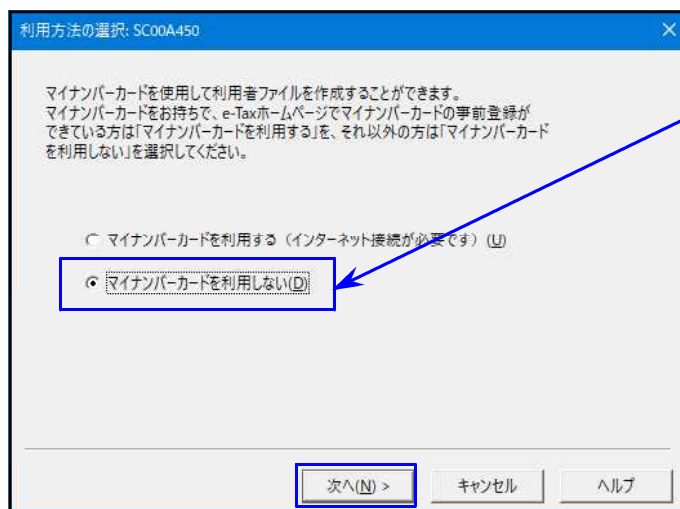 利用方法の選択: SC00A450
マイナンバーカードを使用して利用者ファイルを作成することができます。
マイナンバーカードをお持ちで、e-Taxホームページでマイナンバーカードの事前登録が
できている方は「マイナンバーカードを利用する」を、それ以外の方は「マイナンバーカード
を利用しない」を選択してください。
マイナンバーカードを利用する（インターネット接続が必要です）(U)
マイナンバーカードを利用しない(D)
次へ(N) >
キャンセル
ヘルプ